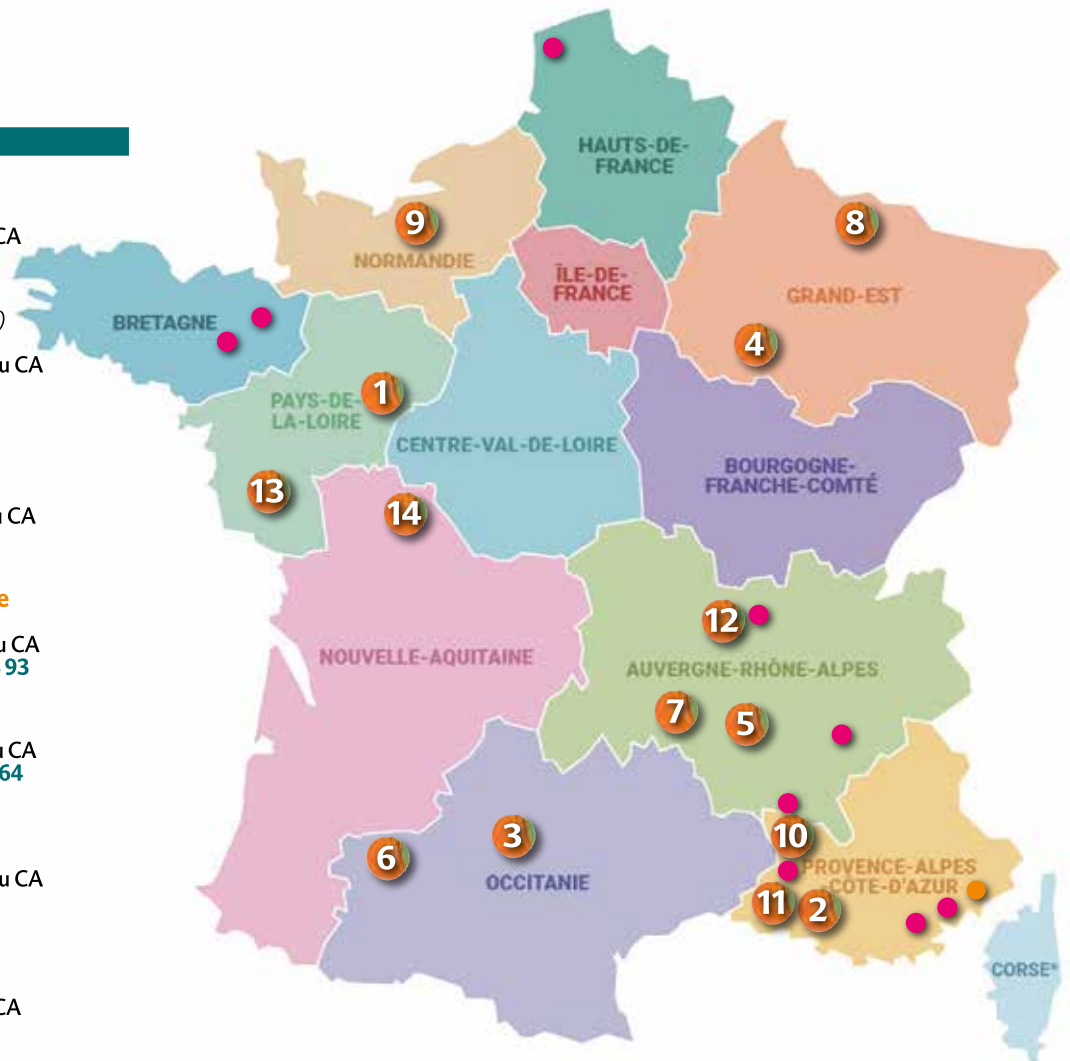 CA
)
u CA
u CA
e
u CA
93
u CA
64
u CA
CA
HAUTS-DE-
FRANCE
9
NORMANDIE
8
ÎLE-DE-
FRANCE
GRAND-EST
BRETAGNE
4
1
PAYS-DE-
LA-LOIRE
CENTRE-VAL-DE-LOIRE
BOURGOGNE-
FRANCHE-COMTÉ
13
14
12
NOUVELLE-AQUITAINE
AUVERGNE-RHÔNE-ALPES
7
5
3
10
6
PROVENCE-ALPES
-CÔTE-D'AZUR
OCCITANIE
11
2
CORSE*